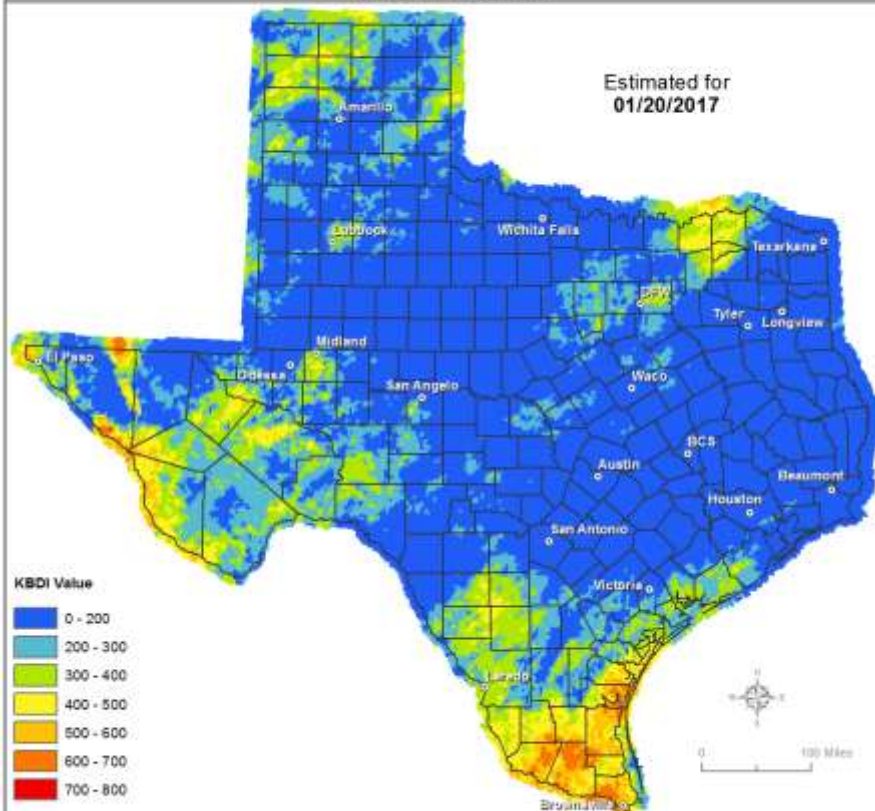 Estimated for
01/20/2017
Amarillo
Lubbock
Wichita Falls
Texarkana
DFW
Tyler
Longview
El Paso
Midland
Odessa
San Angelo
Waco
BCS
Austin
Beaumont
Houston
San Antonio
Victoria
Laredo
Brownsville
KBDI Value
0 - 200
200 - 300
300 - 400
400 - 500
500 - 600
600 - 700
700 - 800
0 100 Miles